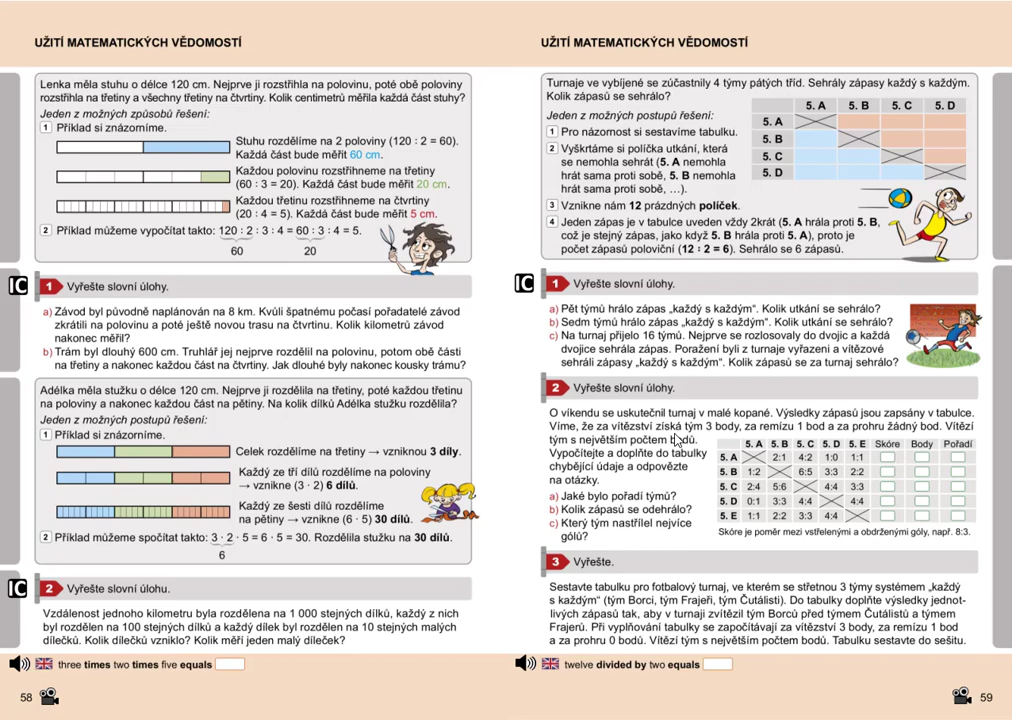 UŽITÍ MATEMATICKÝCH VĚDOMOSTÍ
Lenka měla stuhu o délce 120 cm. Nejprve ji rozstřihla na polovinu, poté obě poloviny
rozstřihla na třetiny a všechny třetiny na čtvrtiny. Kolik centimetrů měřila každá část stuhy?
Jeden z možných způsobů řešení:
1 Příklad si znázorníme.
Stuhu rozdělíme na 2 poloviny (120 : 2 = 60).
Každá část bude měřit 60 cm.
Každou polovinu rozstřihneme na třetiny
(60 : 3 = 20). Každá část bude měřit 20 cm.
Každou třetinu rozstřihneme na čtvrtiny
(20 : 4 = 5). Každá část bude měřit 5 cm.
2 Příklad můžeme vypočítat takto: 120 : 2 : 3 : 4 = 60 : 3 : 4 = 5.
60 20
IC 1 Vyřešte slovní úlohy.
a) Závod byl původně naplánován na 8 km. Kvůli špatnému počasí pořadatelé závod
zkrátili na polovinu a poté ještě novou trasu na čtvrtinu. Kolik kilometrů závod
nakonec měřil?
b) Trám byl dlouhý 600 cm. Truhlář jej nejprve rozdělil na polovinu, potom obě části
na třetiny a nakonec každou část na čtvrtiny. Jak dlouhé byly nakonec kousky trámu?
Adélka měla stužku o délce 120 cm. Nejprve ji rozdělila na třetiny, poté každou třetinu
na poloviny a nakonec každou část na pětiny. Na kolik dílků Adélka stužku rozdělila?
Jeden z možných postupů řešení:
1 Příklad si znázorníme.
Celek rozdělíme na třetiny → vzniknou 3 díly.
Každý ze tří dílů rozdělíme na poloviny
→ vznikne (3 · 2) 6 dílů.
Každý ze šesti dílů rozdělíme
na pětiny → vznikne (6 · 5) 30 dílů.
2 Příklad můžeme spočítat takto: 3 · 2 · 5 = 6 · 5 = 30. Rozdělila stužku na 30 dílů.
6
IC 2 Vyřešte slovní úlohu.
Vzdálenost jednoho kilometru byla rozdělena na 1 000 stejných dílků, každý z nich
byl rozdělen na 100 stejných dílků a každý dílek byl rozdělen na 10 stejných malých
dílečků. Kolik dílečků vzniklo? Kolik měří jeden malý díleček?
three times two times five equals
58
UŽITÍ MATEMATICKÝCH VĚDOMOSTÍ
Turnaje ve vybíjené se zúčastnily 4 týmy pátých tříd. Sehrály zápasy každý s každým.
Kolik zápasů se sehrálo?
Jeden z možných postupů řešení:
1 Pro názornost si sestavíme tabulku.
2 Vyškrtáme si políčka utkání, která
se nemohla sehrát (5. A nemohla
hrát sama proti sobě, 5. B nemohla
hrát sama proti sobě, …).
3 Vznikne nám 12 prázdných políček.
4 Jeden zápas je v tabulce uveden vždy 2krát (5. A hrála proti 5. B,
což je stejný zápas, jako když 5. B hrála proti 5. A), proto je
počet zápasů poloviční (12 : 2 = 6). Sehrálo se 6 zápasů.
5. A 5. B 5. C 5. D
5. A
5. B
5. C
5. D
IC 1 Vyřešte slovní úlohy.
a) Pět týmů hrálo zápas „každý s každým“. Kolik utkání se sehrálo?
b) Sedm týmů hrálo zápas „každý s každým“. Kolik utkání se sehrálo?
c) Na turnaj přijelo 16 týmů. Nejprve se rozlosovaly do dvojic a každá
dvojice sehrála zápas. Poražení byli z turnaje vyřazeni a vítězové
sehráli zápasy „každý s každým“. Kolik zápasů se za turnaj sehrálo?
2 Vyřešte slovní úlohy.
O víkendu se uskutečnil turnaj v malé kopané. Výsledky zápasů jsou zapsány v tabulce.
Víme, že za vítězství získá tým 3 body, za remízu 1 bod a za prohru žádný bod. Vítězí
tým s největším počtem bodů.
Vypočítejte a doplňte do tabulky
chybějící údaje a odpovězte
na otázky.
a) Jaké bylo pořadí týmů?
b) Kolik zápasů se odehrálo?
c) Který tým nastřílel nejvíce
gólů?
5. A 5. B 5. C 5. D 5. E Skóre Body Pořadí
5. A 2:1 4:2 1:0 1:1
5. B 1:2 6:5 3:3 2:2
5. C 2:4 5:6 4:4 3:3
5. D 0:1 3:3 4:4 4:4
5. E 1:1 2:2 3:3 4:4
Skóre je poměr mezi vstřelenými a obdrženými góly, např. 8:3.
3 Vyřešte.
Sestavte tabulku pro fotbalový turnaj, ve kterém se střetnou 3 týmy systémem „každý
s každým“ (tým Borci, tým Frajeři, tým Čutálisti). Do tabulky doplňte výsledky jednot-
livých zápasů tak, aby v turnaji zvítězil tým Borců před týmem Čutálistů a týmem
Frajerů. Při vyplňování tabulky se započítávají za vítězství 3 body, za remízu 1 bod
a za prohru 0 bodů. Vítězí tým s největším počtem bodů. Tabulku sestavte do sešitu.
twelve divided by two equals
59